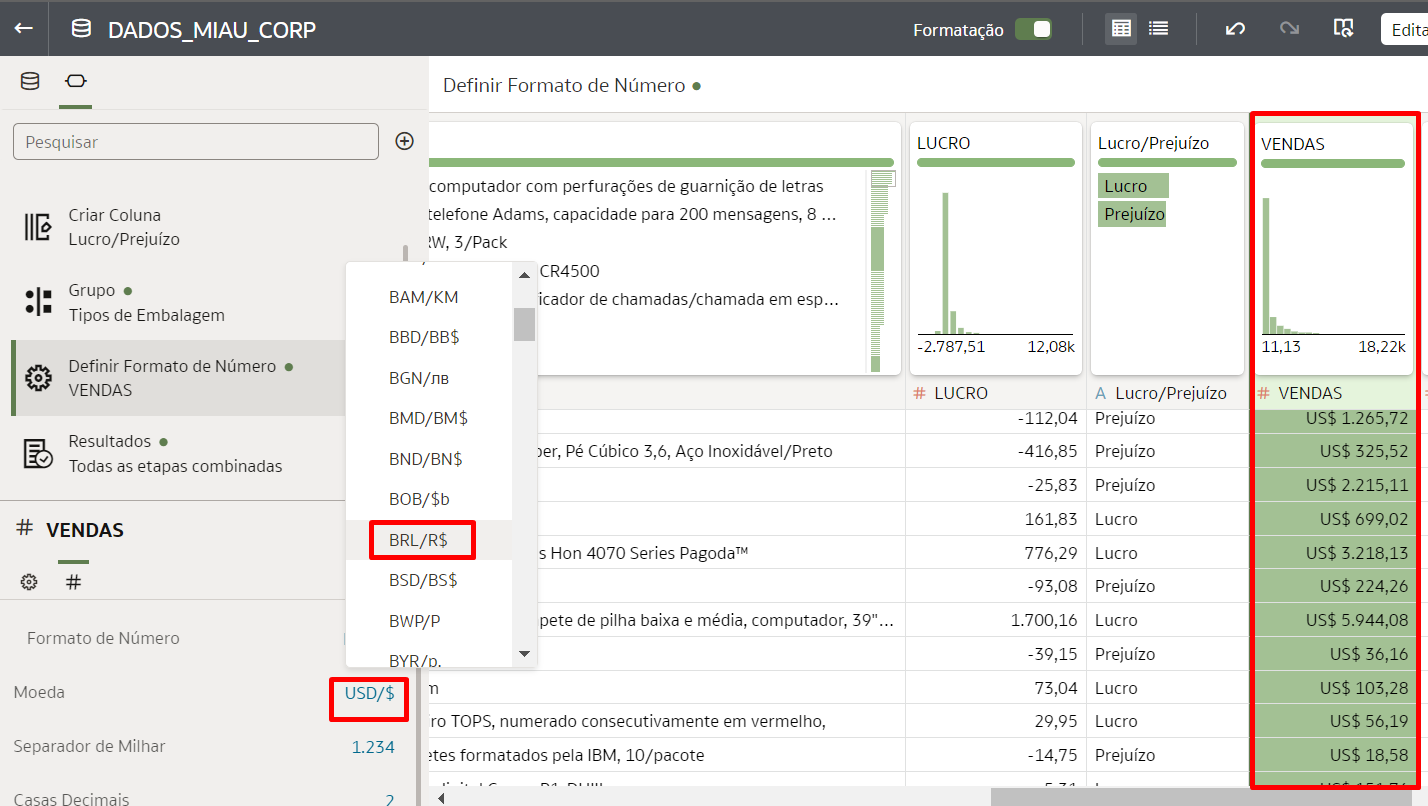 DADOS_MIAU_CORP
Formatação
Edita
Definir Formato de Número
Pesquisar
Criar Coluna
Lucro/Prejuízo
Grupo
Tipos de Embalagem
Definir Formato de Número
VENDAS
Resultados
Todas as etapas combinadas
# VENDAS
#
Formato de Número
Moeda
USD/$
Separador de Milhar
1.234
Casas Decimais
2
BAM/KM
BBD/BB$
BGN/лв
BMD/BM$
BND/BN$
BOB/$b
BRL/R$
BSD/BS$
BWP/P
BYR/p.
computador com perfurações de guarnição de letras
telefone Adams, capacidade para 200 mensagens, 8 ...
RW, 3/Pack
CR4500
icador de chamadas/chamada em esp...
LUCRO
-2.787,51 12,08k
Lucro/Prejuízo
Lucro
Prejuízo
VENDAS
11,13 18,22k
# LUCRO A Lucro/Prejuízo # VENDAS
-112,04 Prejuízo US$ 1.265,72
per, Pé Cúbico 3,6, Aço Inoxidável/Preto -416,85 Prejuízo US$ 325,52
-25,83 Prejuízo US$ 2.215,11
161,83 Lucro US$ 699,02
s Hon 4070 Series Pagoda™ 776,29 Lucro US$ 3.218,13
-93,08 Prejuízo US$ 224,26
pete de pilha baixa e média, computador, 39"... 1.700,16 Lucro US$ 5.944,08
-39,15 Prejuízo US$ 36,16
m 73,04 Lucro US$ 103,28
ro TOPS, numerado consecutivamente em vermelho, 29,95 Lucro US$ 56,19
etes formatados pela IBM, 10/pacote -14,75 Prejuízo US$ 18,58